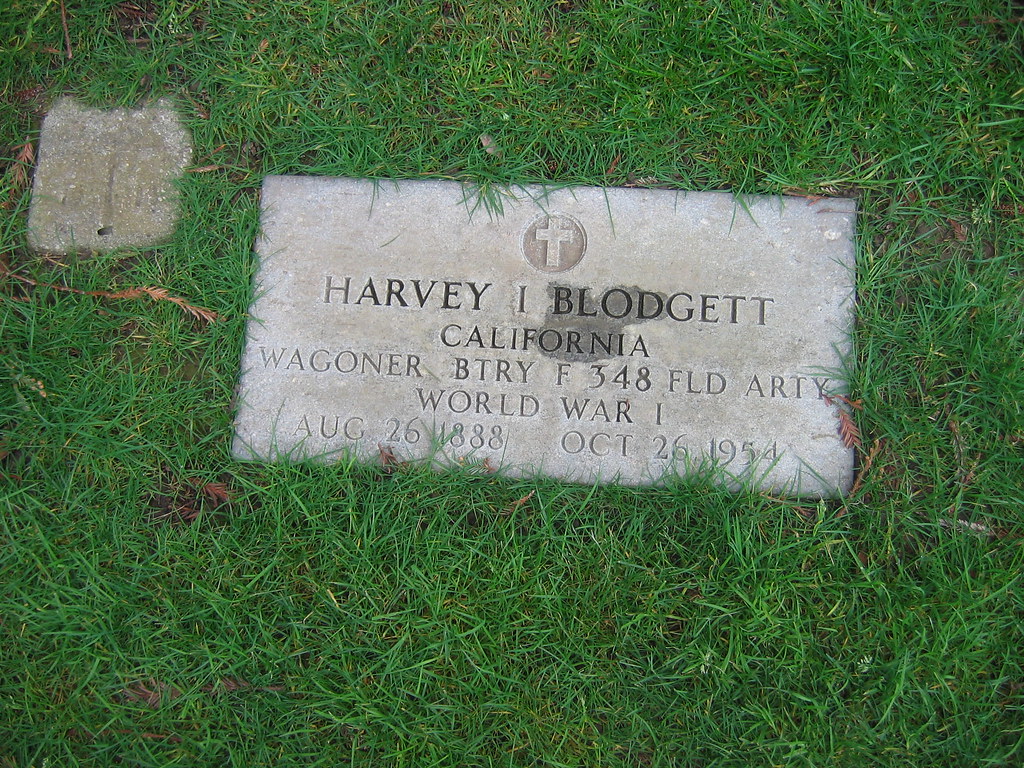 HARVEY I BLODGETT
CALIFORNIA
WAGONER BTRY F 348 FLD ARTY
WORLD WAR I
AUG 26 1888 OCT 26 1954